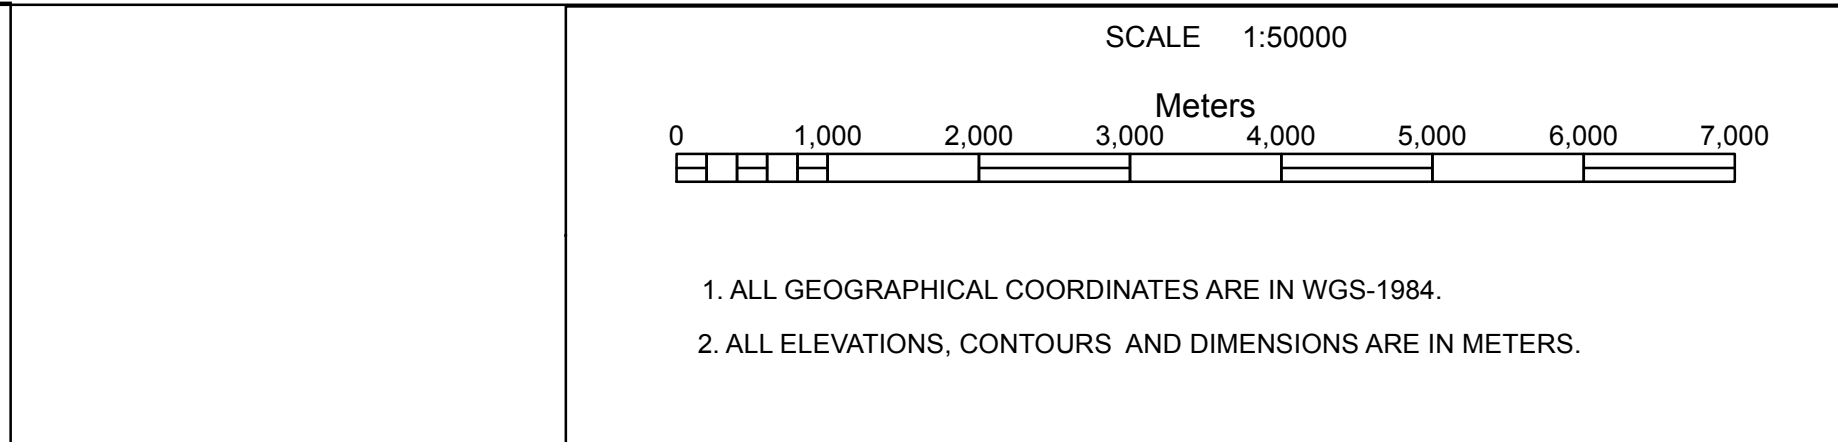 SCALE 1:50000
Meters
0 1,000 2,000 3,000 4,000 5,000 6,000 7,000
1. ALL GEOGRAPHICAL COORDINATES ARE IN WGS-1984.
2. ALL ELEVATIONS, CONTOURS AND DIMENSIONS ARE IN METERS.